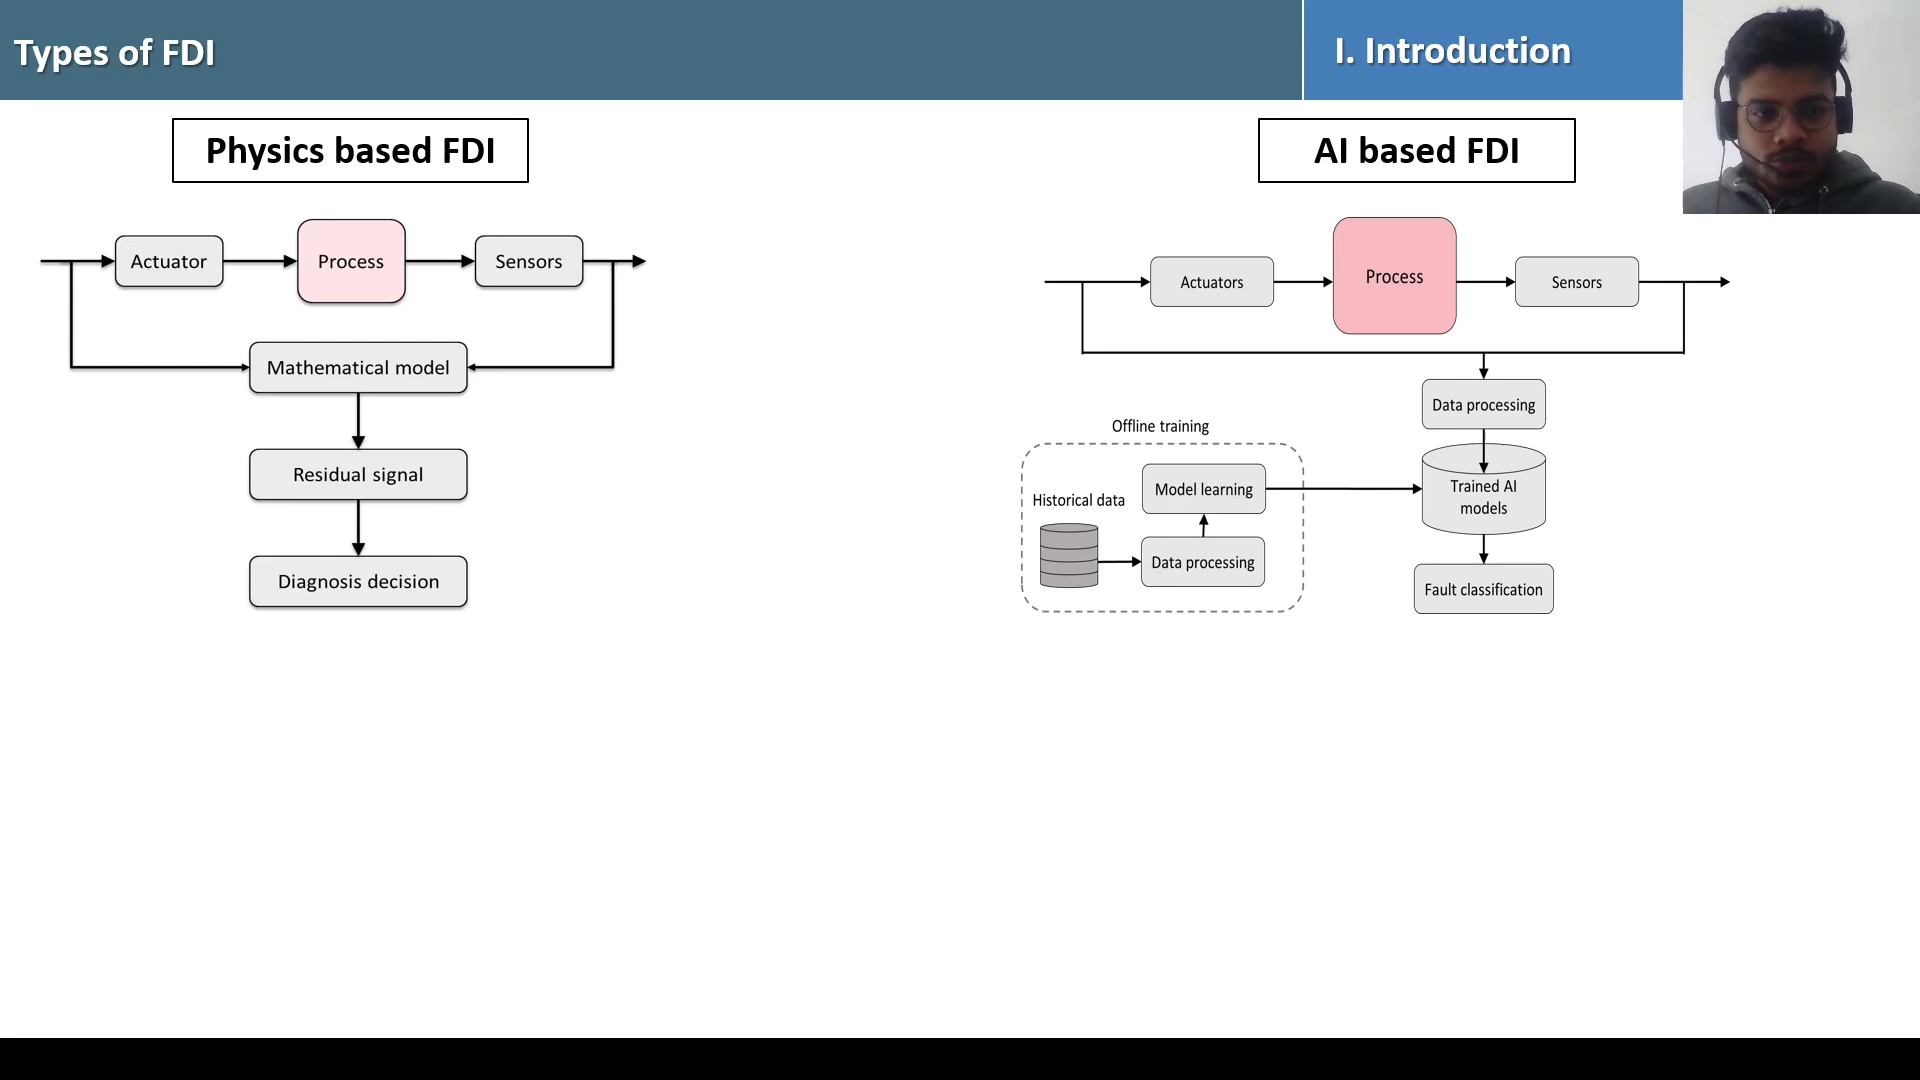 Types of FDI
I. Introduction
Physics based FDI
Actuator
Process
Sensors
Mathematical model
Residual signal
Diagnosis decision
AI based FDI
Actuators
Process
Sensors
Data processing
Offline training
Historical data
Model learning
Data processing
Trained AI
models
Fault classification